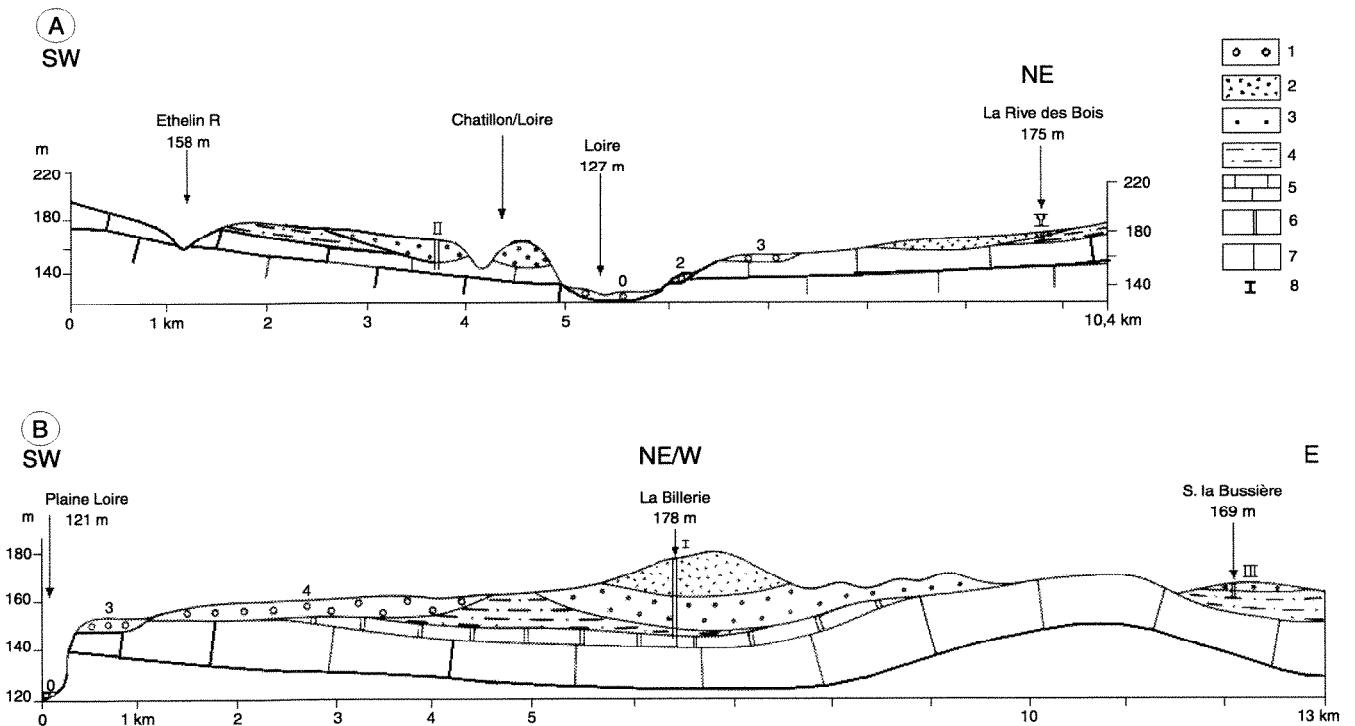 A
SW
NE
Ethelin R
158 m
Chatillon/Loire
Loire
127 m
La Rive des Bois
175 m
m
220
180
140
220
180
140
II
V
3
2
0
0
1 km
2
3
4
5
10,4 km
1
2
3
4
5
6
7
I 8
B
SW
NE/W
E
Plaine Loire
121 m
La Billerie
178 m
S. la Bussière
169 m
m
180
160
140
120
I
III
3
4
0
0
1 km
2
3
4
5
10
13 km